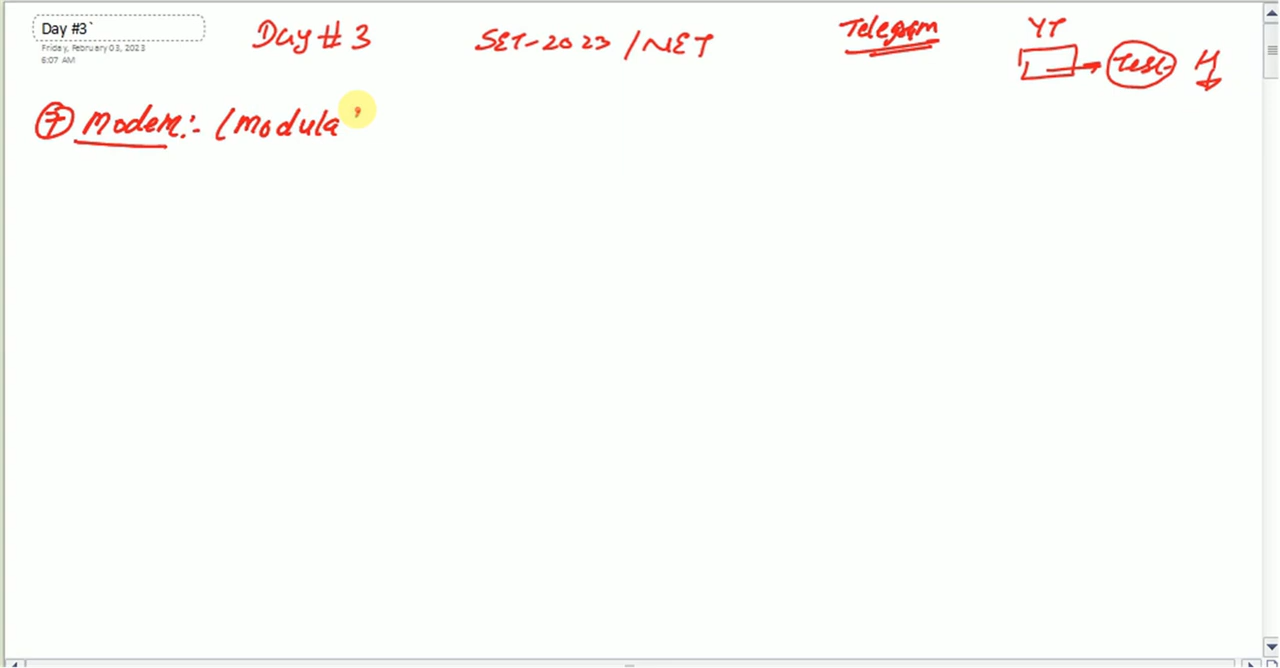 Day #3`
Friday, February 03, 2023
6:07 AM
Day # 3
SET-2023 / NET
Telegram
YT
Test
⑦ Modem:- (Modula